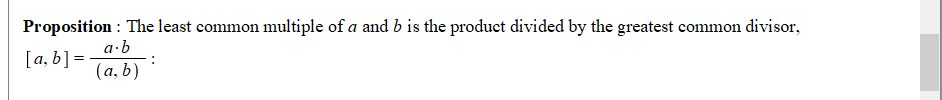 Proposition : The least common multiple of a and b is the product divided by the greatest common divisor,
[a, b] = a·b / (a, b) :